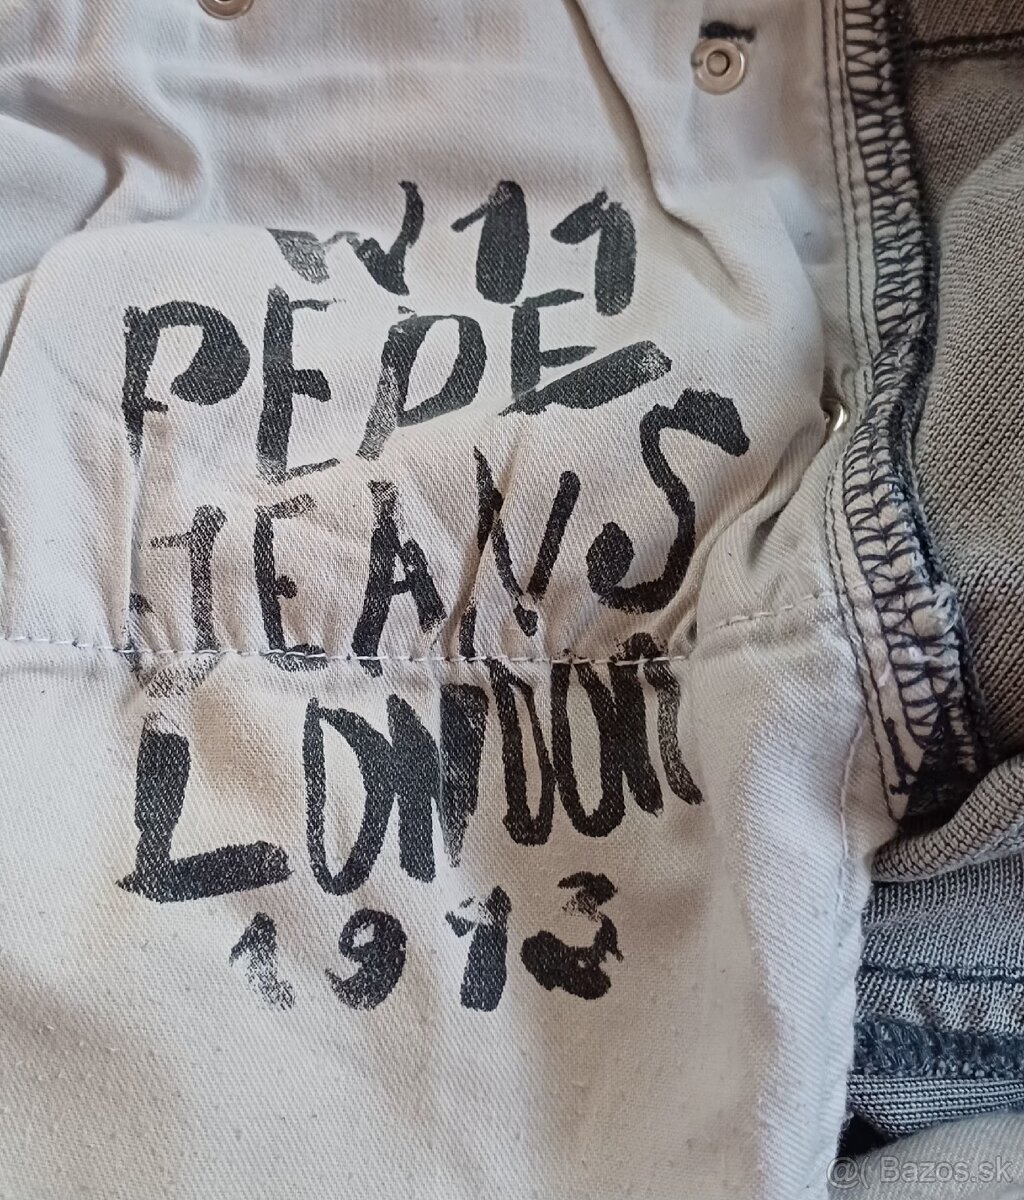 W11
PEPE
JEANS
LONDON
1973
@( Bazos.sk